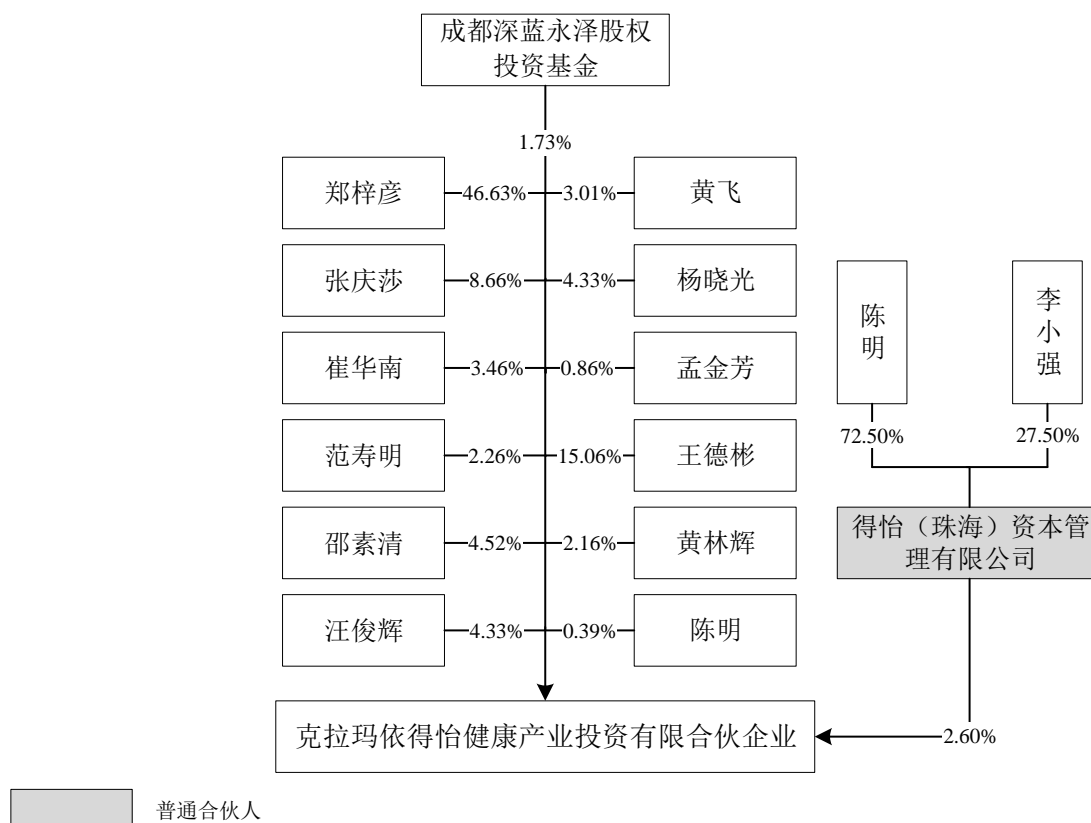 成都深蓝永泽股权
投资基金
1.73%
郑梓彦
46.63%
3.01%
黄飞
张庆莎
8.66%
4.33%
杨晓光
崔华南
3.46%
0.86%
孟金芳
范寿明
2.26%
15.06%
王德彬
邵素清
4.52%
2.16%
黄林辉
汪俊辉
4.33%
0.39%
陈明
陈明
李小强
72.50%
27.50%
得怡（珠海）资本管
理有限公司
克拉玛依得怡健康产业投资有限合伙企业
2.60%
普通合伙人